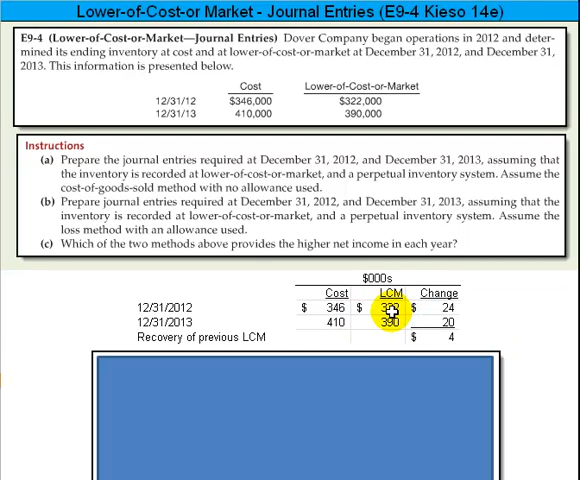 Lower-of-Cost-or Market - Journal Entries (E9-4 Kieso 14e)
E9-4 (Lower-of-Cost-or-Market—Journal Entries) Dover Company began operations in 2012 and deter-
mined its ending inventory at cost and at lower-of-cost-or-market at December 31, 2012, and December 31,
2013. This information is presented below.
Cost Lower-of-Cost-or-Market
12/31/12 $346,000 $322,000
12/31/13 410,000 390,000
Instructions
(a) Prepare the journal entries required at December 31, 2012, and December 31, 2013, assuming that
the inventory is recorded at lower-of-cost-or-market, and a perpetual inventory system. Assume the
cost-of-goods-sold method with no allowance used.
(b) Prepare journal entries required at December 31, 2012, and December 31, 2013, assuming that the
inventory is recorded at lower-of-cost-or-market, and a perpetual inventory system. Assume the
loss method with an allowance used.
(c) Which of the two methods above provides the higher net income in each year?
$000s
Cost LCM Change
12/31/2012 $ 346 $ 322 $ 24
12/31/2013 410 390 20
Recovery of previous LCM $ 4